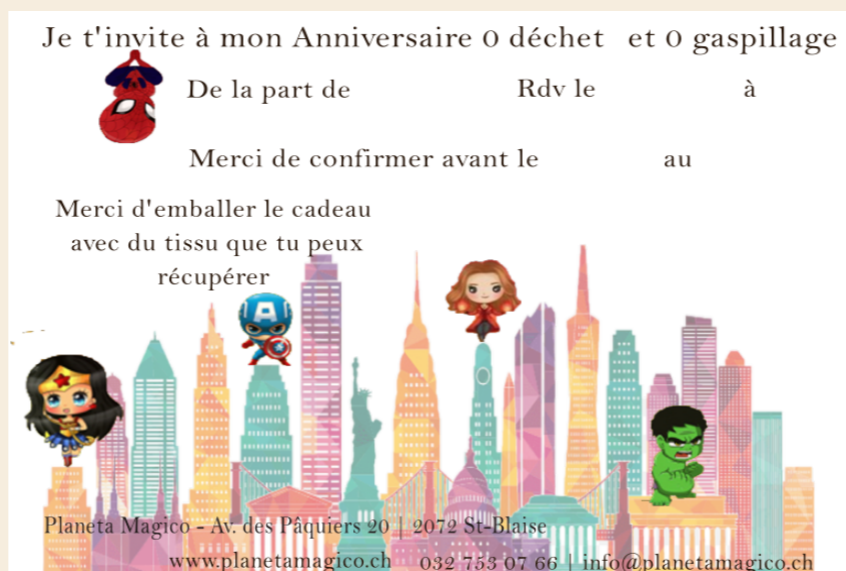 Je t'invite à mon Anniversaire 0 déchet et 0 gaspillage
De la part de Rdv le à
Merci de confirmer avant le au
Merci d'emballer le cadeau
avec du tissu que tu peux
récupérer
A
Planeta Magico - Av. des Pâquiers 20 | 2072 St-Blaise
www.planetamagico.ch 032 753 07 66 | info@planetamagico.ch